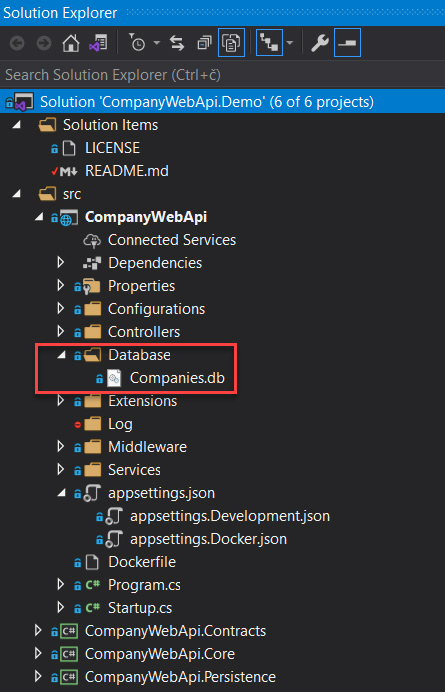 Solution Explorer
Search Solution Explorer (Ctrl+č)
Solution 'CompanyWebApi.Demo' (6 of 6 projects)
Solution Items
LICENSE
README.md
src
CompanyWebApi
Connected Services
Dependencies
Properties
Configurations
Controllers
Database
Companies.db
Extensions
Log
Middleware
Services
appsettings.json
appsettings.Development.json
appsettings.Docker.json
Dockerfile
C# Program.cs
C# Startup.cs
C# CompanyWebApi.Contracts
C# CompanyWebApi.Core
C# CompanyWebApi.Persistence